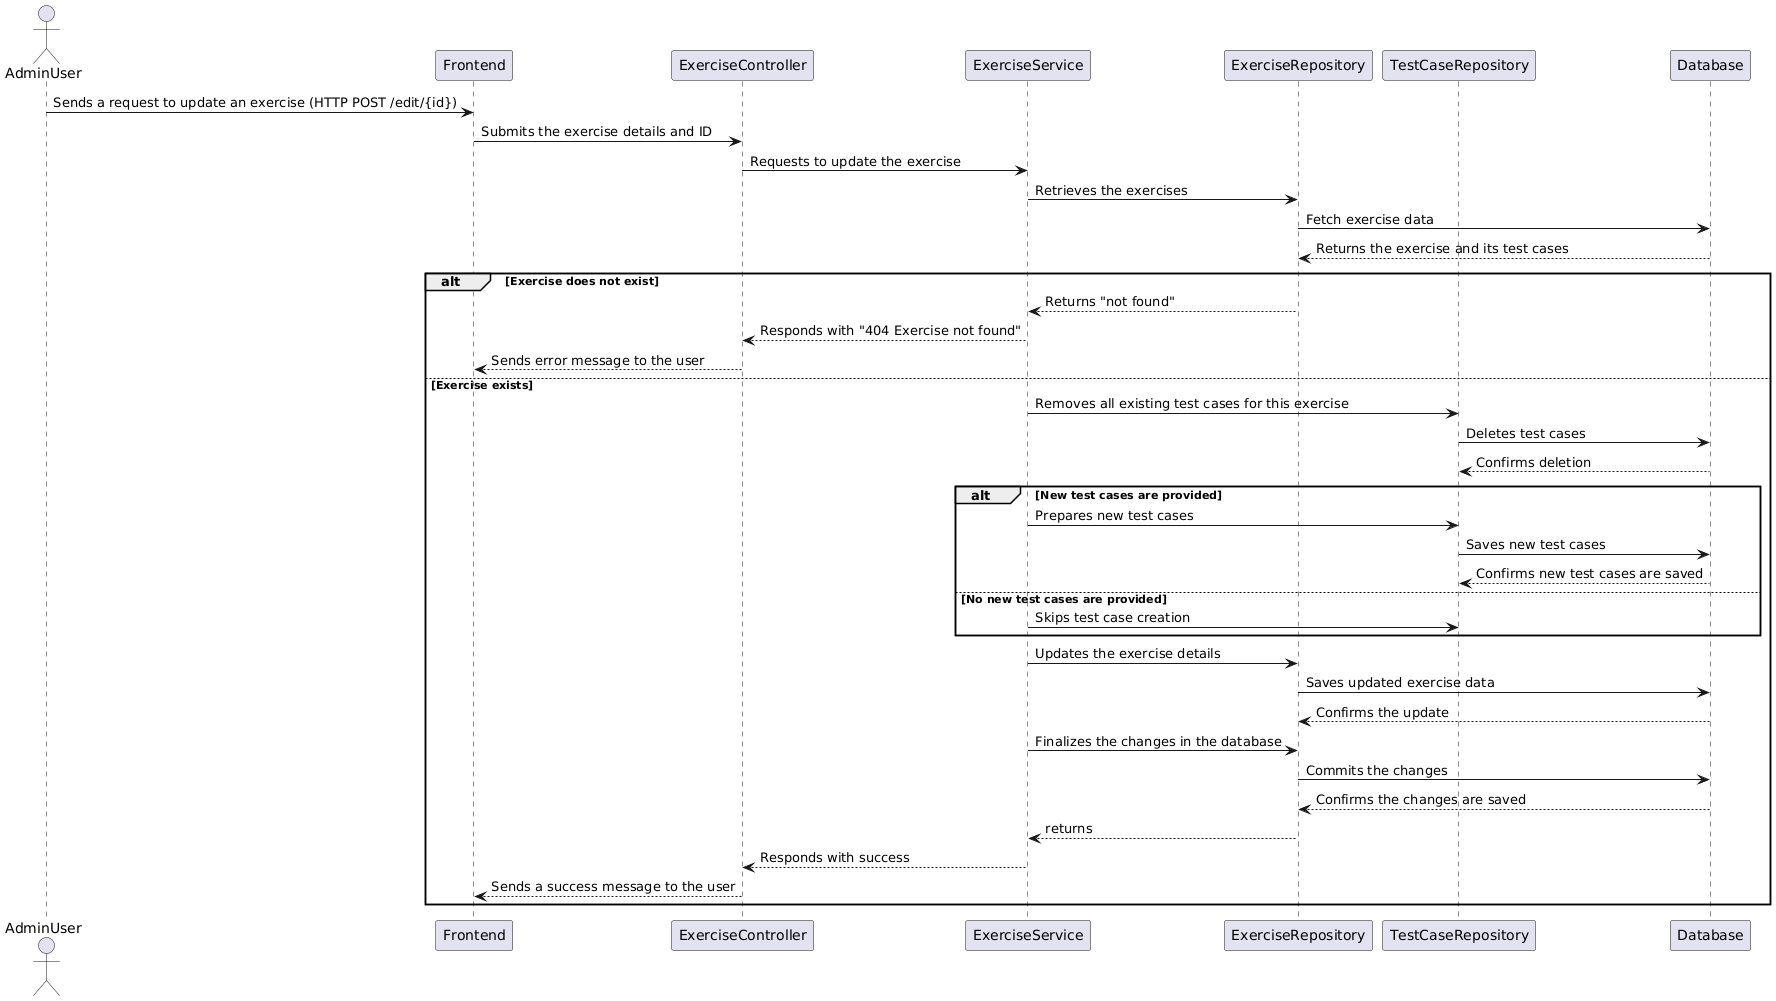 AdminUser
Frontend
ExerciseController
ExerciseService
ExerciseRepository
TestCaseRepository
Database
Sends a request to update an exercise (HTTP POST /edit/{id})
Submits the exercise details and ID
Requests to update the exercise
Retrieves the exercises
Fetch exercise data
Returns the exercise and its test cases
alt [Exercise does not exist]
Returns "not found"
Responds with "404 Exercise not found"
Sends error message to the user
[Exercise exists]
Removes all existing test cases for this exercise
Deletes test cases
Confirms deletion
alt [New test cases are provided]
Prepares new test cases
Saves new test cases
Confirms new test cases are saved
[No new test cases are provided]
Skips test case creation
Updates the exercise details
Saves updated exercise data
Confirms the update
Finalizes the changes in the database
Commits the changes
Confirms the changes are saved
returns
Responds with success
Sends a success message to the user
AdminUser
Frontend
ExerciseController
ExerciseService
ExerciseRepository
TestCaseRepository
Database